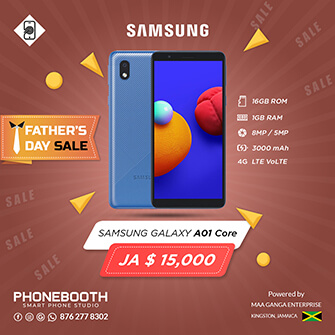 SAMSUNG
SALE
SALE
SALE
SALE
SALE
FATHER'S
DAY SALE
16GB ROM
1GB RAM
8MP / 5MP
3000 mAh
4G LTE VoLTE
SAMSUNG
SAMSUNG GALAXY A01 Core
JA $ 15,000
PHONEBOOTH
SMART PHONE STUDIO
876 277 8302
Powered by
MAA GANGA ENTERPRISE
KINGSTON, JAMAICA